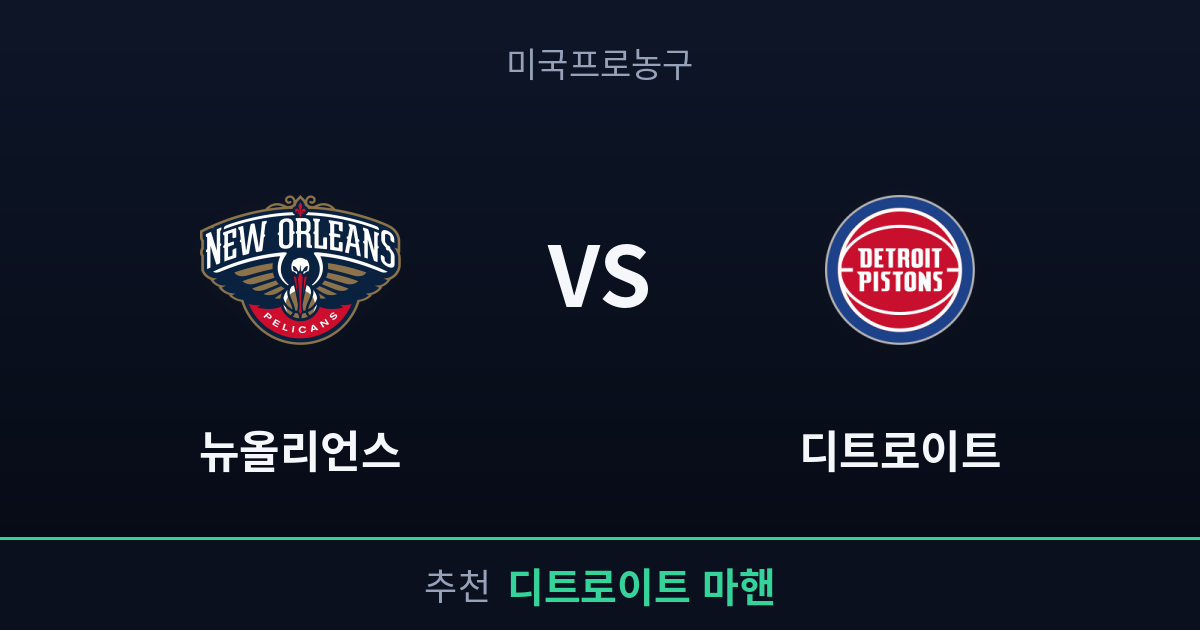 미국프로농구
NEW ORLEANS
PELICANS
VS
DETROIT
PISTONS
뉴올리언스
디트로이트
추천 디트로이트 마핸